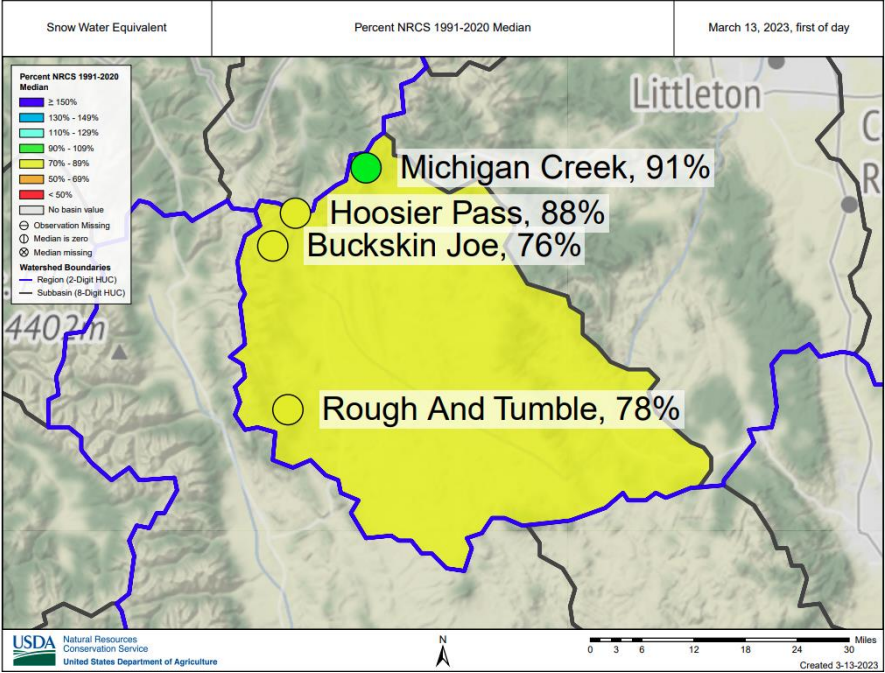 Snow Water Equivalent
Percent NRCS 1991-2020 Median
March 13, 2023, first of day
Percent NRCS 1991-2020
Median
≥ 150%
130% - 149%
110% - 129%
90% - 109%
70% - 89%
50% - 69%
< 50%
No basin value
Observation Missing
Median is zero
Median missing
Watershed Boundaries
Region (2-Digit HUC)
Subbasin (8-Digit HUC)
Littleton
C
R
Michigan Creek, 91%
Hoosier Pass, 88%
Buckskin Joe, 76%
4402m
Rough And Tumble, 78%
USDA
Natural Resources
Conservation Service
United States Department of Agriculture
N
Miles
0 3 6 12 18 24 30
Created 3-13-2023